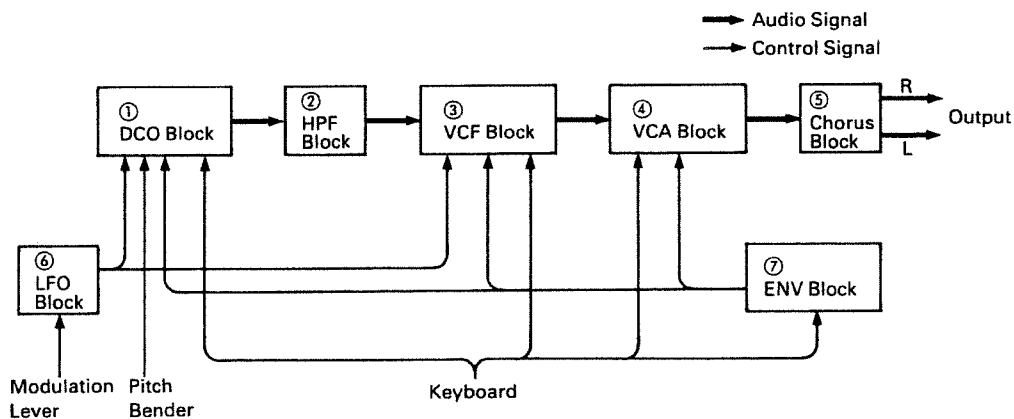 Audio Signal
Control Signal
① DCO Block
② HPF Block
③ VCF Block
④ VCA Block
⑤ Chorus Block
R
L
Output
⑥ LFO Block
⑦ ENV Block
Modulation Lever
Pitch Bender
Keyboard